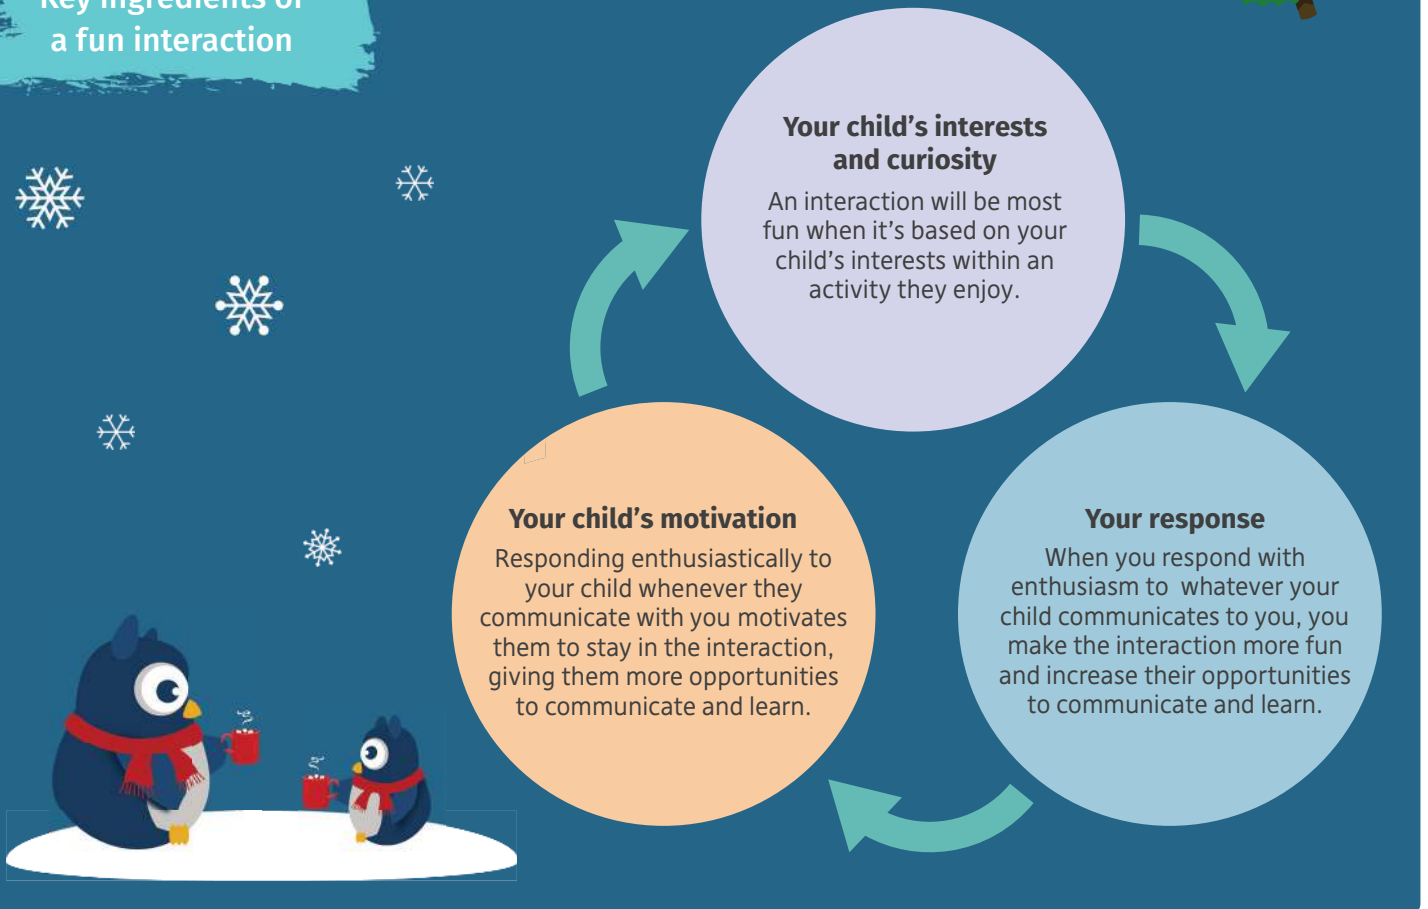 Key ingredients of
a fun interaction
Your child’s interests
and curiosity
An interaction will be most
fun when it's based on your
child’s interests within an
activity they enjoy.
Your child’s motivation
Responding enthusiastically to
your child whenever they
communicate with you motivates
them to stay in the interaction,
giving them more opportunities
to communicate and learn.
Your response
When you respond with
enthusiasm to  whatever your
child communicates to you, you
make the interaction more fun
and increase their opportunities
to communicate and learn.